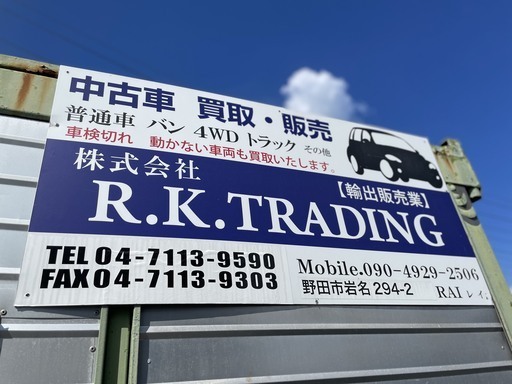 中古車 買取・販売
普通車 バン 4WD トラック その他
車検切れ 動かない車両も買取いたします。
株式会社
【輸出販売業】
R.K.TRADING
TEL 04-7113-9590
FAX 04-7113-9303
Mobile.090-4929-2506
野田市岩名 294-2 RAI レイ